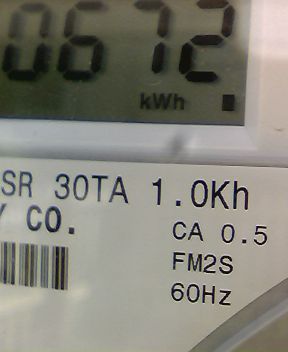 0672
kWh
SR 30TA 1.0Kh
Y CO.
CA 0.5
FM2S
60Hz